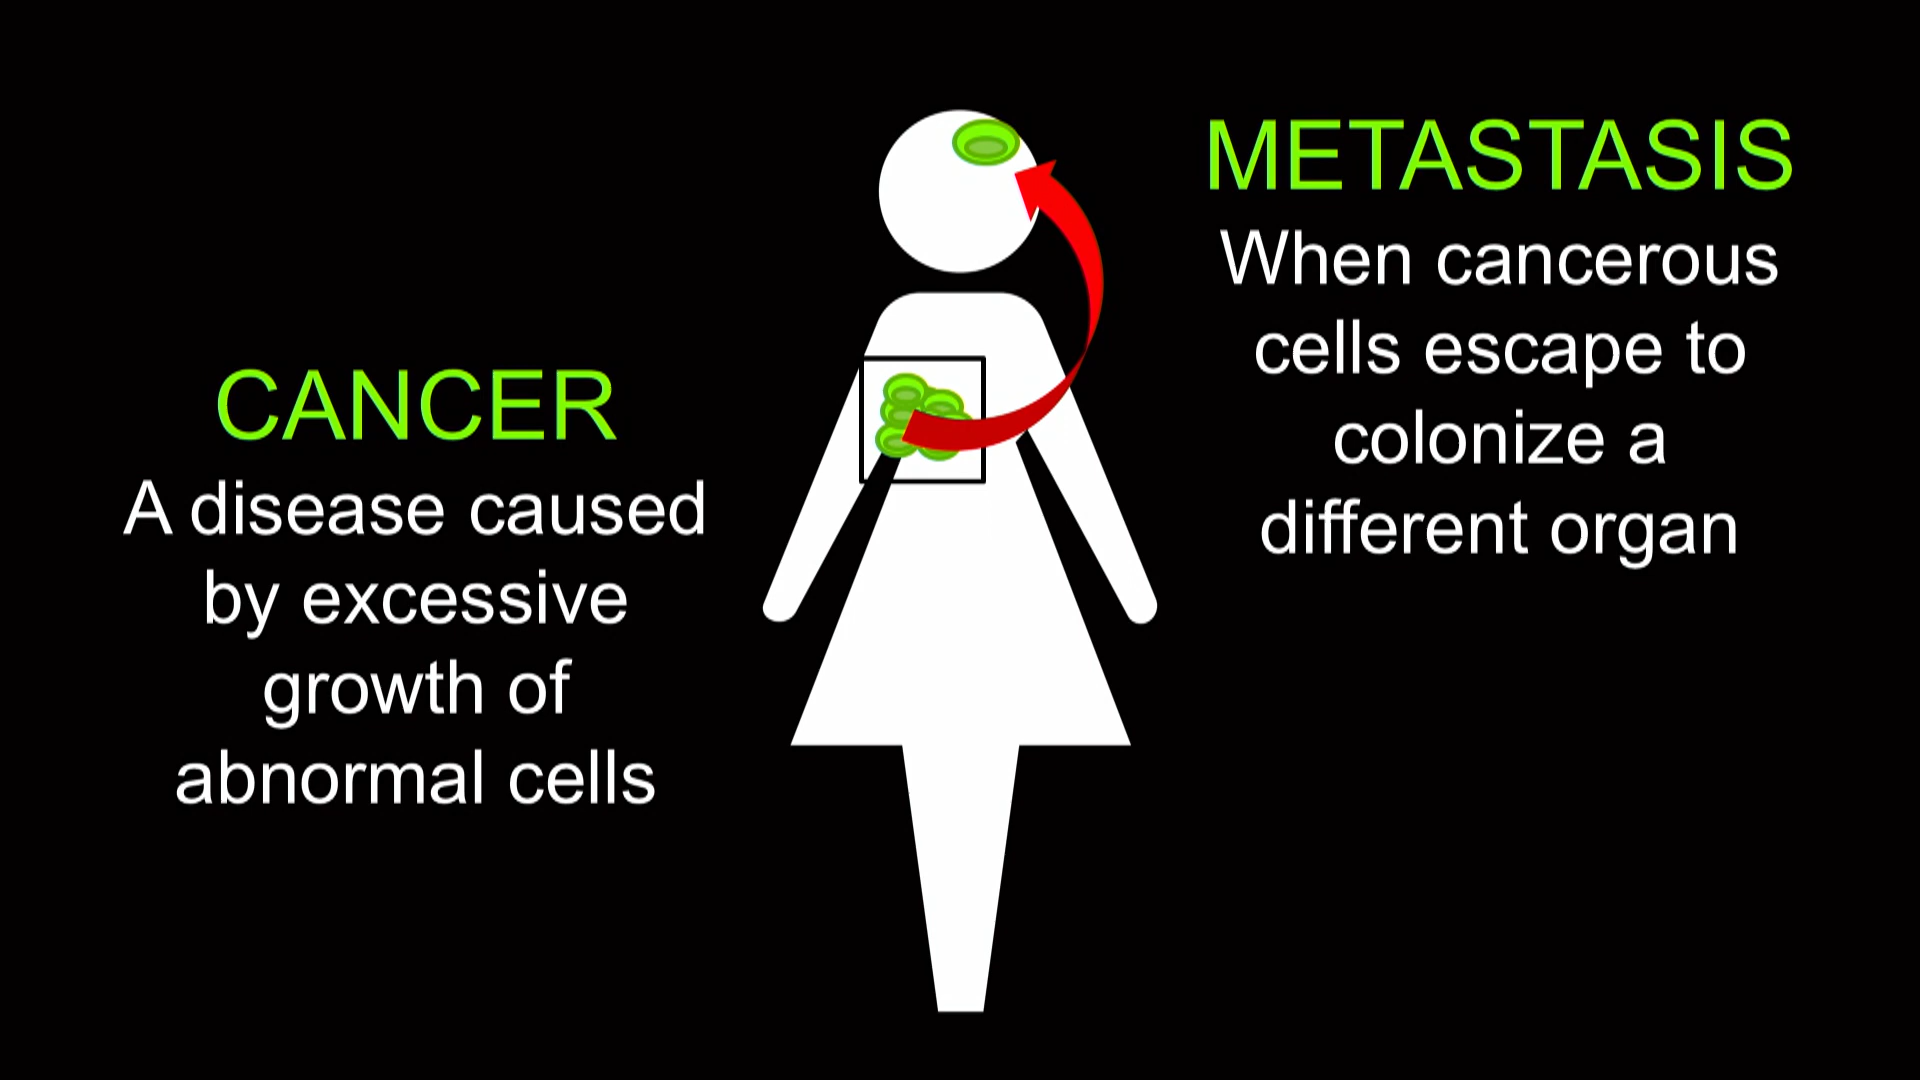 CANCER
A disease caused
by excessive
growth of
abnormal cells
METASTASIS
When cancerous
cells escape to
colonize a
different organ